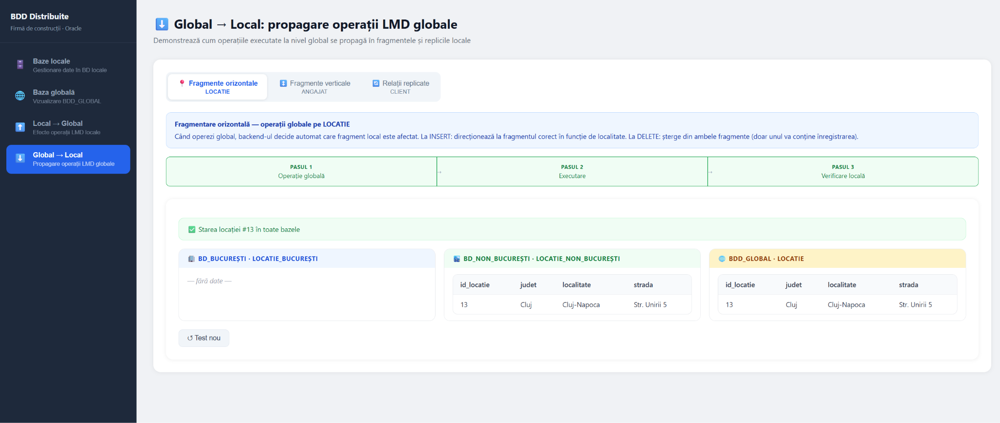 BDD Distribuite
Firmă de construcții · Oracle
Baze locale
Gestionare date în BD locale
Baza globală
Vizualizare BDD_GLOBAL
Local → Global
Efecte operații LMD locale
Global → Local
Propagare operații LMD globale
Global → Local: propagare operații LMD globale
Demonstrează cum operațiile executate la nivel global se propagă în fragmentele și replicile locale
Fragmente orizontale
LOCATIE
Fragmente verticale
ANGAJAT
Relații replicate
CLIENT
Fragmentare orizontală — operații globale pe LOCATIE
Când operezi global, backend-ul decide automat care fragment local este afectat. La INSERT: direcționează la fragmentul corect în funcție de localitate. La DELETE: șterge din ambele fragmente (doar unul va conține înregistrarea).
PASUL 1
Operație globală
→
PASUL 2
Executare
→
PASUL 3
Verificare locală
Starea locației #13 în toate bazele
BD_BUCUREȘTI · LOCATIE_BUCUREȘTI
— fără date —
BD_NON_BUCUREȘTI · LOCATIE_NON_BUCUREȘTI
id_locatie judet localitate strada
13 Cluj Cluj-Napoca Str. Unirii 5
BDD_GLOBAL · LOCATIE
id_locatie judet localitate strada
13 Cluj Cluj-Napoca Str. Unirii 5
↺ Test nou